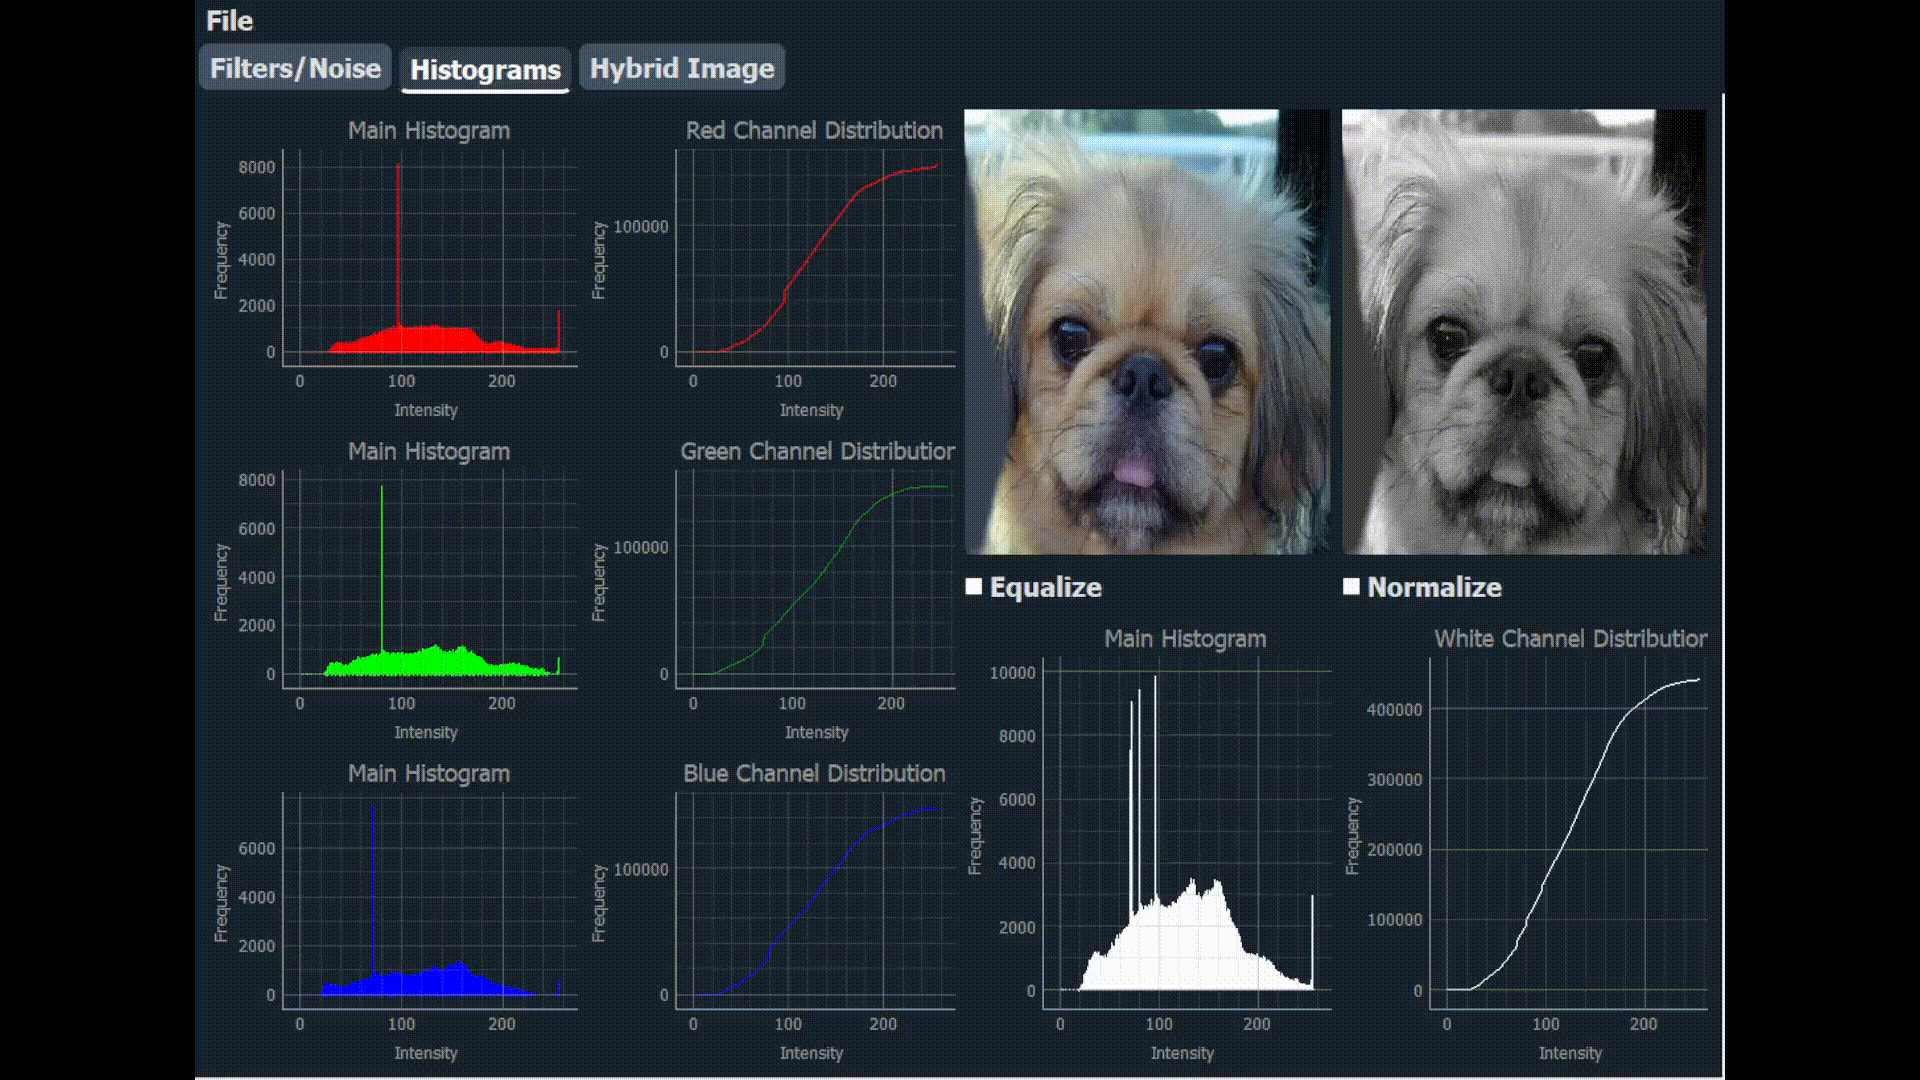 File
Filters/Noise
Histograms
Hybrid Image
Main Histogram
Frequency
8000
6000
4000
2000
0
0 100 200
Intensity
Red Channel Distribution
Frequency
100000
0
0 100 200
Intensity
Main Histogram
Frequency
8000
6000
4000
2000
0
0 100 200
Intensity
Green Channel Distribution
Frequency
100000
0
0 100 200
Intensity
Main Histogram
Frequency
6000
4000
2000
0
0 100 200
Intensity
Blue Channel Distribution
Frequency
100000
0
0 100 200
Intensity
Equalize
Normalize
Main Histogram
Frequency
10000
8000
6000
4000
2000
0
0 100 200
Intensity
White Channel Distribution
Frequency
400000
300000
200000
100000
0
0 100 200
Intensity